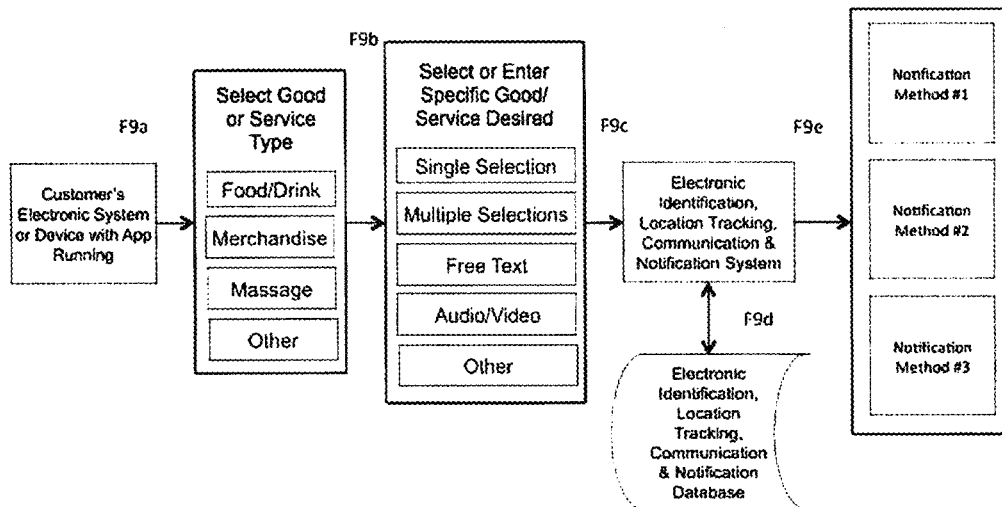 F9a
Customer's
Electronic System
or Device with App
Running
F9b
Select Good
or Service
Type
Food/Drink
Merchandise
Massage
Other
Select or Enter
Specific Good/
Service Desired
Single Selection
Multiple Selections
Free Text
Audio/Video
Other
F9c
Electronic
Identification,
Location Tracking,
Communication &
Notification System
F9d
Electronic
Identification,
Location
Tracking,
Communication
& Notification
Database
F9e
Notification
Method #1
Notification
Method #2
Notification
Method #3